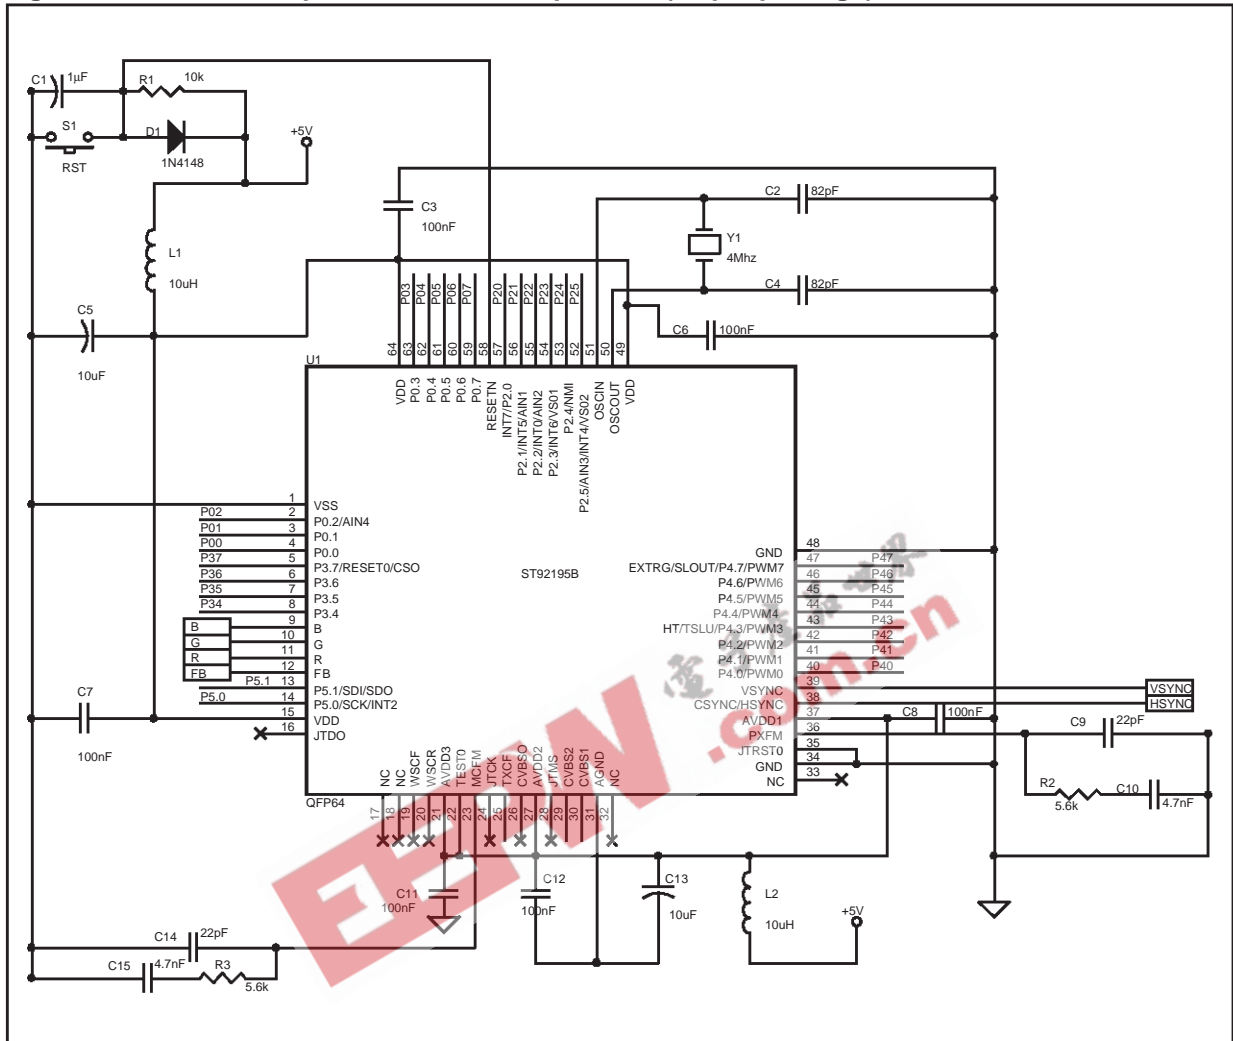 C1
1µF
R1
10k
S1
D1
+5V
RST
1N4148
C2
82pF
C3
100nF
Y1
4Mhz
L1
10uH
C4
82pF
C5
10uF
C6
100nF
P03
P04
P05
P06
P07
P20
P21
P22
P23
P24
P25
64
63
62
61
60
59
58
57
56
55
54
53
52
51
50
49
U1
VDD
P0.3
P0.4
P0.5
P0.6
P0.7
RESETN
INT7/P2.0
P2.1/INT5/AIN1
P2.2/INT0/AIN2
P2.3/INT6/VS01
P2.4/NMI
P2.5/AIN3/INT4/VS02
OSCIN
OSCOUT
VDD
1 VSS
P02 2 P0.2/AIN4
P01 3 P0.1
P00 4 P0.0
P37 5 P3.7/RESET0/CSO
P36 6 P3.6
P35 7 P3.5
P34 8 P3.4
B 9 B
G 10 G
R 11 R
FB 12 FB
P5.1 13 P5.1/SDI/SDO
P5.0 14 P5.0/SCK/INT2
15 VDD
16 JTDO
C7
100nF
ST92195B
GND 48
EXTRG/SLOUT/P4.7/PWM7 47 P47
P4.6/PWM6 46 P46
P4.5/PWM5 45 P45
P4.4/PWM4 44 P44
HT/TSLU/P4.3/PWM3 43 P43
P4.2/PWM2 42 P42
P4.1/PWM1 41 P41
P4.0/PWM0 40 P40
VSYNC 39 VSYNC
CSYNC/HSYNC 38 HSYNC
AVDD1 37
PXFM 36
JTRST0 35
GND 34
NC 33
C8
100nF
C9
22pF
R2
5.6k
C10
4.7nF
QFP64
NC
NC
WSCF
WSCR
AVDD3
TEST0
MCFM
JTCK
TXCF
CVBSO
AVDD2
JTMS
CVBS2
CVBS1
AGND
NC
17
18
19
20
21
22
23
24
25
26
27
28
29
30
31
32
C11
100nF
C12
100nF
C13
10uF
L2
10uH
+5V
C14
22pF
C15
4.7nF
R3
5.6k
EEPW
.com.cn